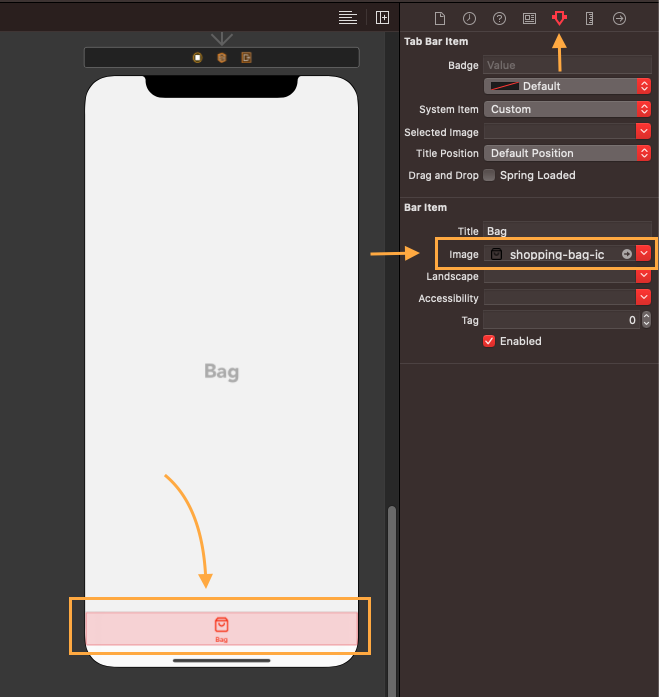 Tab Bar Item
Badge Value
Default
System Item Custom
Selected Image
Title Position Default Position
Drag and Drop Spring Loaded
Bar Item
Title Bag
Image shopping-bag-ic
Landscape
Accessibility
Tag 0
Enabled
Bag
Bag